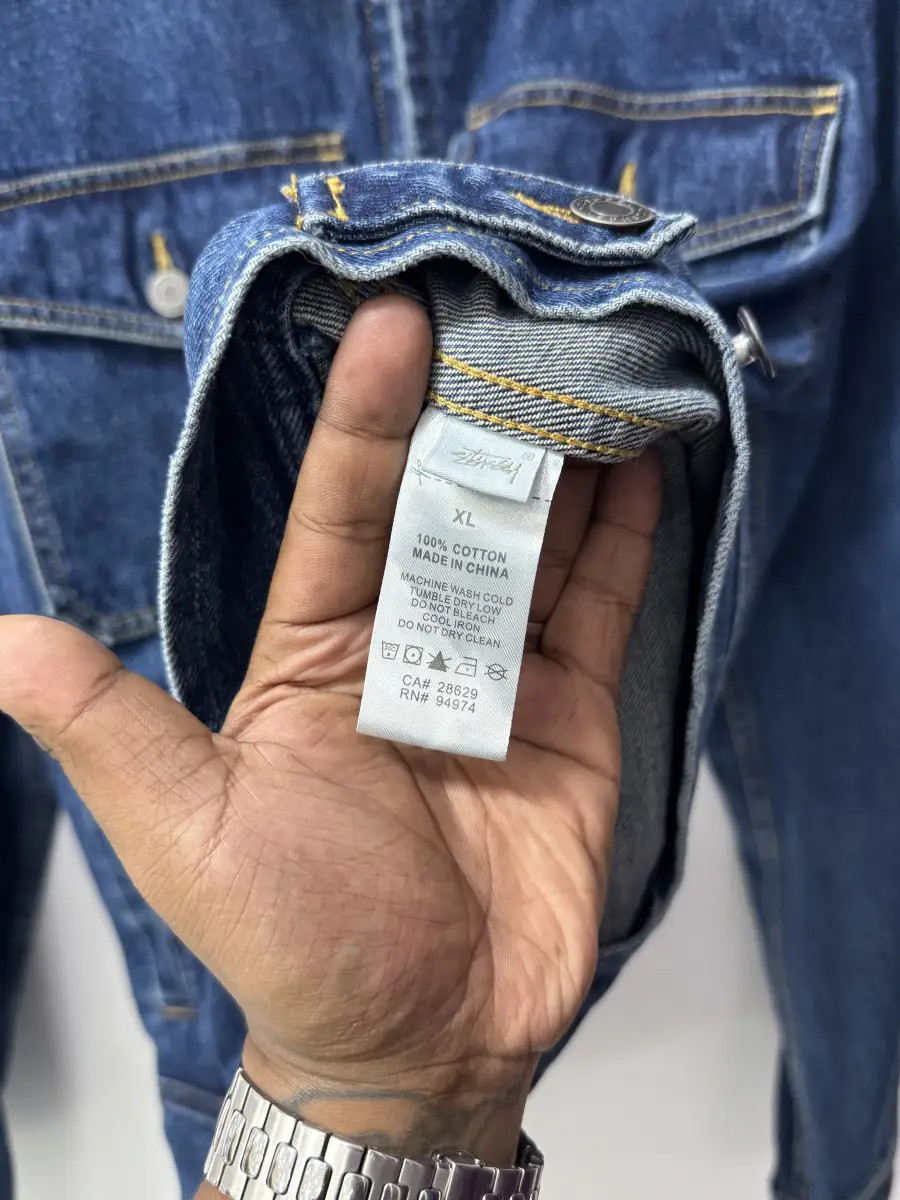 XL
100% COTTON
MADE IN CHINA
MACHINE WASH COLD
TUMBLE DRY LOW
DO NOT BLEACH
COOL IRON
DO NOT DRY CLEAN
CA# 28629
RN# 94974